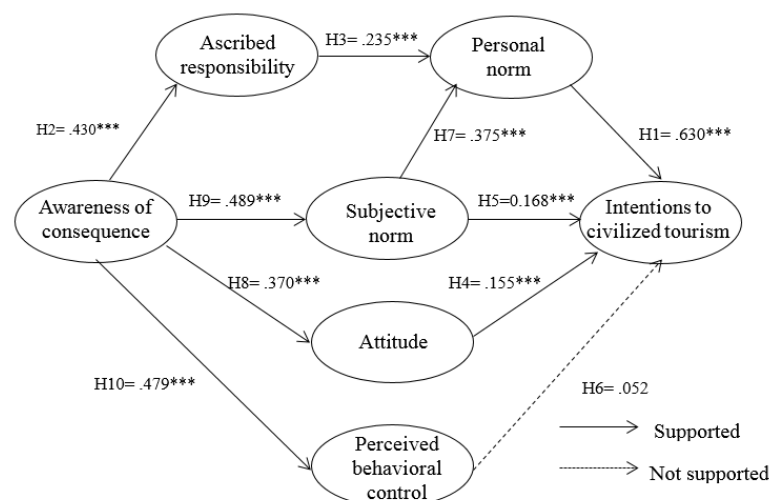 Ascribed
responsibility
H3= .235***
Personal
norm
H2= .430***
H7= .375***
H1= .630***
Awareness of
consequence
H9= .489***
Subjective
norm
H5=0.168***
Intentions to
civilized tourism
H8= .370***
H4= .155***
Attitude
H10= .479***
H6= .052
Perceived
behavioral
control
Supported
Not supported